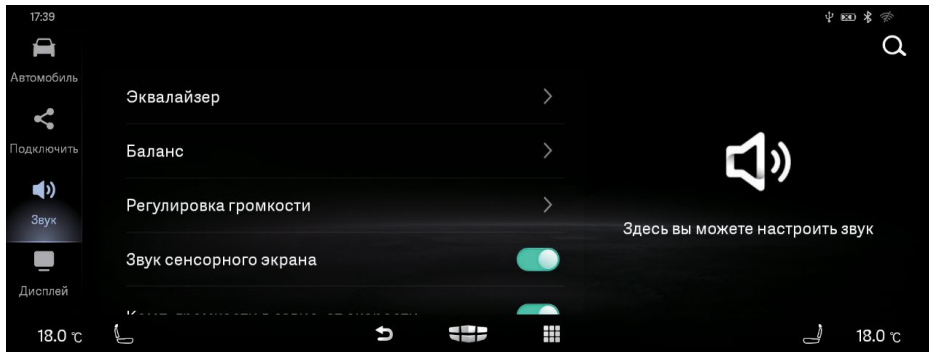 17:39
Автомобиль
Подключить
Звук
Дисплей
Эквалайзер
Баланс
Регулировка громкости
Звук сенсорного экрана
Здесь вы можете настроить звук
18.0 °C
18.0 °C